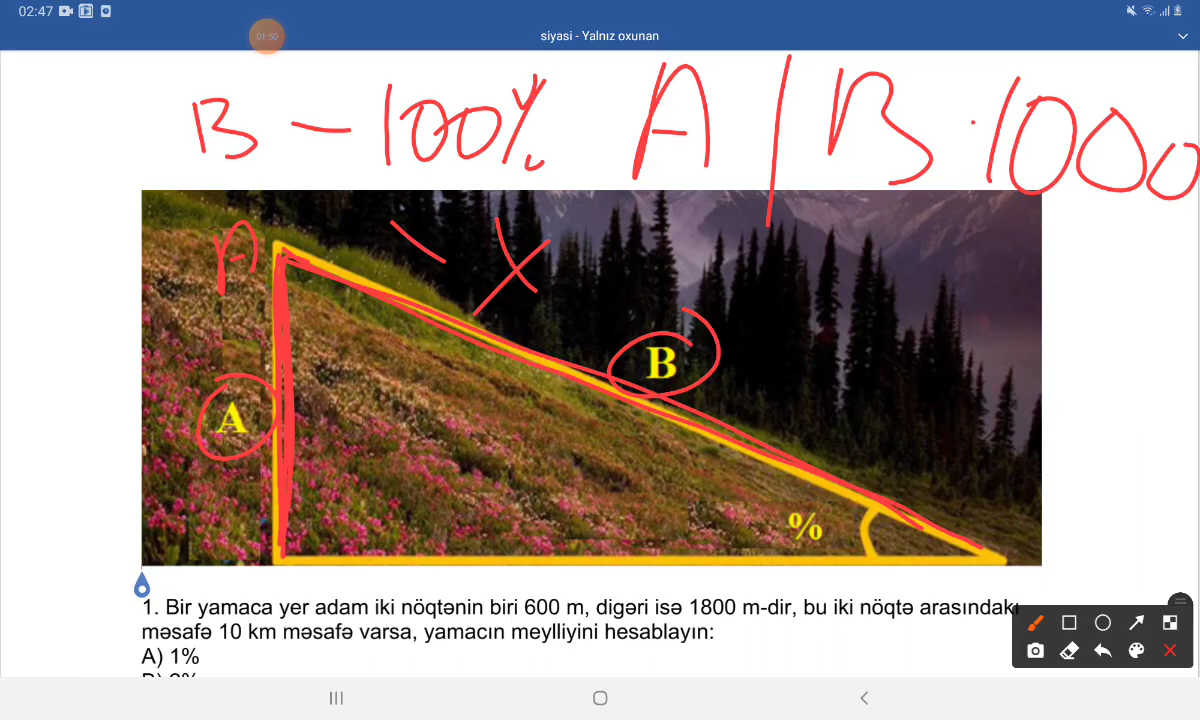 02:47
01:50
siyasi - Yalnız oxunan
B - 100% A / B · 1000
A - X
B
A
%
1. Bir yamaca yer adam iki nöqtənin biri 600 m, digəri isə 1800 m-dir, bu iki nöqtə arasındakı
məsafə 10 km məsafə varsa, yamacın meylliyini hesablayın:
A) 1%